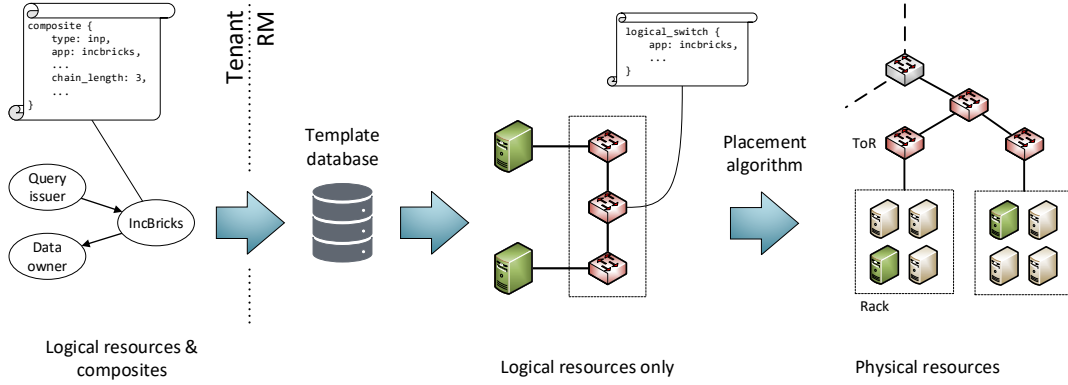 composite {
type: inp,
app: incbricks,
...
chain_length: 3,
...
}
Tenant
RM
logical_switch {
app: incbricks,
...
}
Query
issuer
IncBricks
Data
owner
Template
database
Placement
algorithm
ToR
Rack
Logical resources &
composites
Logical resources only
Physical resources